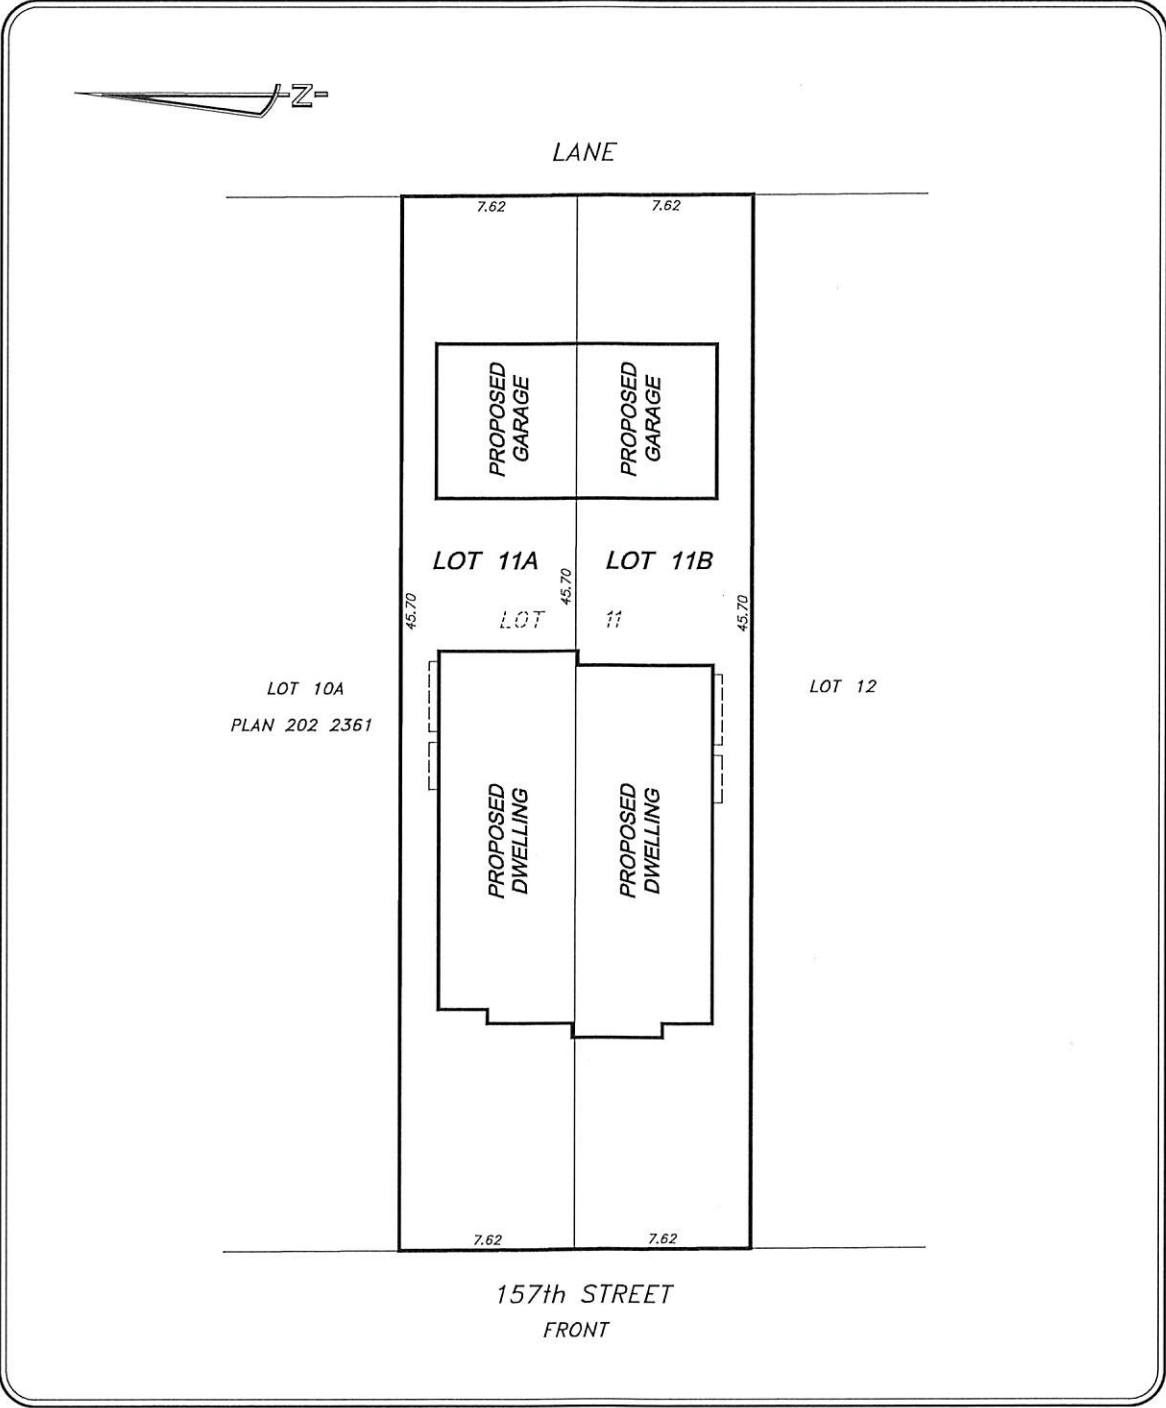 N
LANE
7.62
7.62
PROPOSED
GARAGE
PROPOSED
GARAGE
LOT 11A
LOT 11B
45.70
45.70
45.70
LOT 11
LOT 10A
PLAN 202 2361
LOT 12
PROPOSED
DWELLING
PROPOSED
DWELLING
7.62
7.62
157th STREET
FRONT